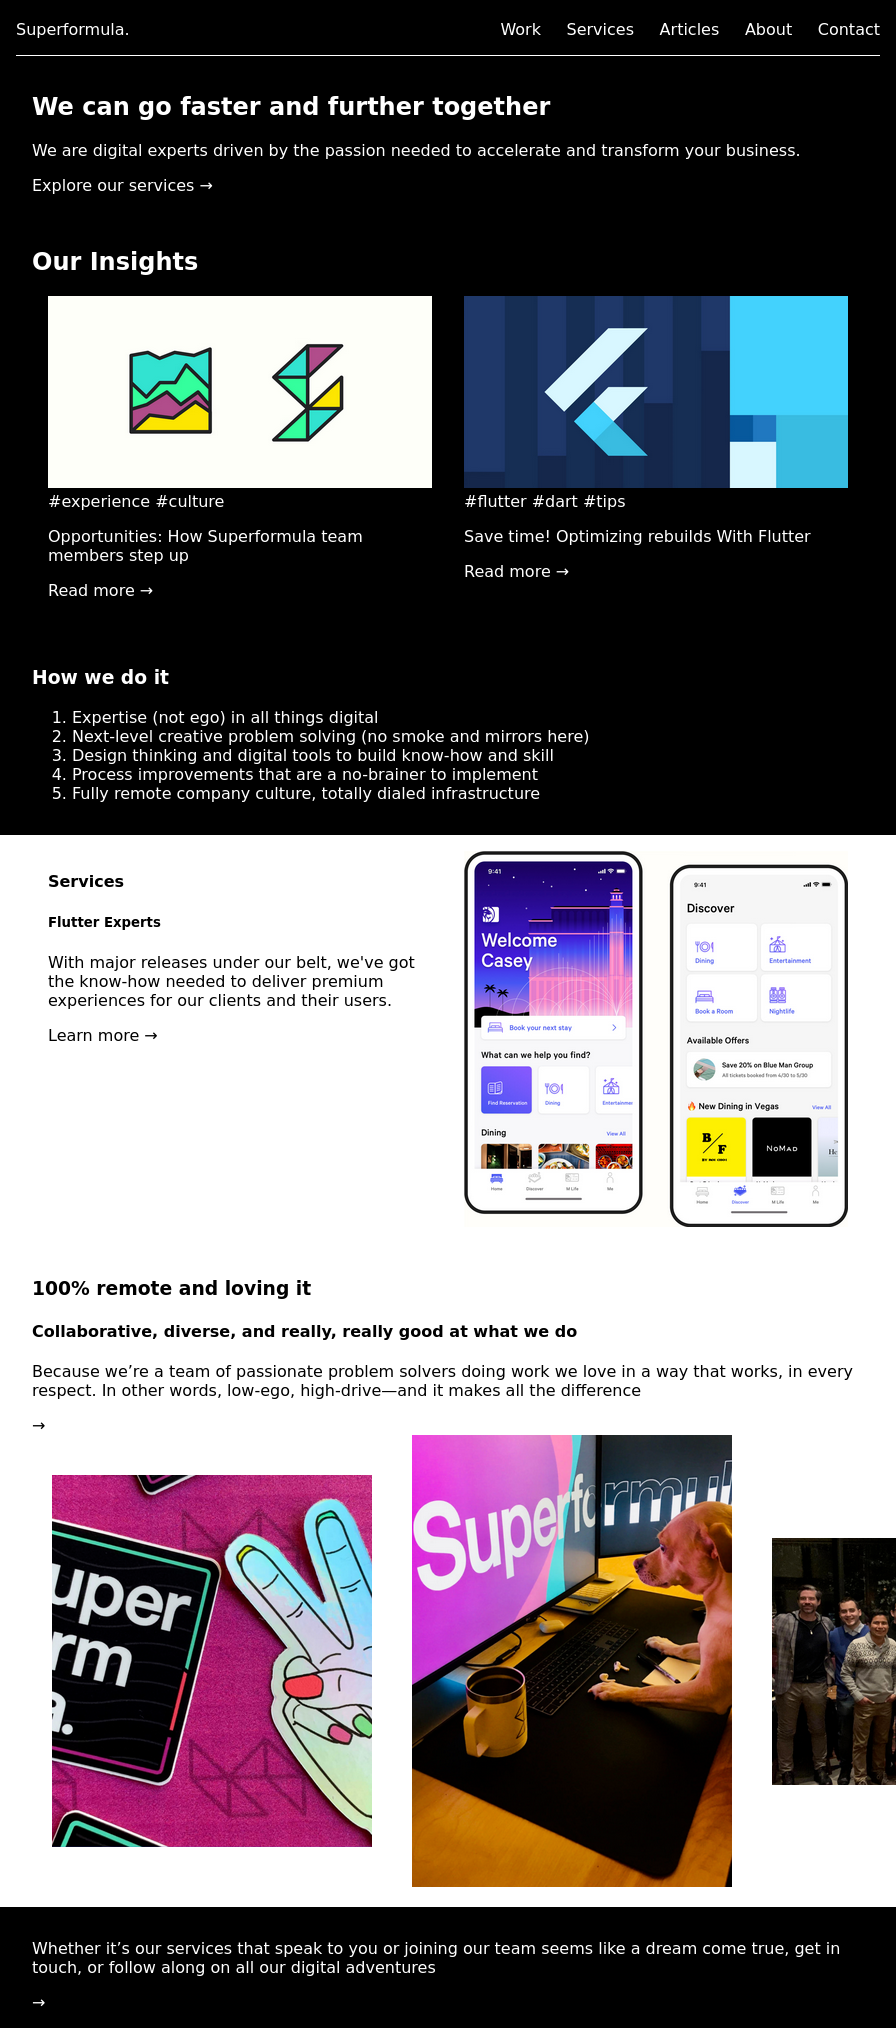 Superformula.
Work Services Articles About Contact
We can go faster and further together
We are digital experts driven by the passion needed to accelerate and transform your business.
Explore our services →
Our Insights
#experience #culture
Opportunities: How Superformula team
members step up
Read more →
#flutter #dart #tips
Save time! Optimizing rebuilds With Flutter
Read more →
How we do it
1. Expertise (not ego) in all things digital
2. Next-level creative problem solving (no smoke and mirrors here)
3. Design thinking and digital tools to build know-how and skill
4. Process improvements that are a no-brainer to implement
5. Fully remote company culture, totally dialed infrastructure
Services
Flutter Experts
With major releases under our belt, we've got
the know-how needed to deliver premium
experiences for our clients and their users.
Learn more →
9:41
Welcome
Casey
Book your next stay
What can we help you find?
Find Reservation
Dining
Entertainmen
Dining
View All
Home
Discover
M Life
Me
9:41
Discover
Dining
Entertainment
Book a Room
Nightlife
Available Offers
Save 20% on Blue Man Group
All tickets booked from 4/30 to 5/30
New Dining in Vegas
View All
B/F
NoMad
Home
Discover
M Life
Me
100% remote and loving it
Collaborative, diverse, and really, really good at what we do
Because we’re a team of passionate problem solvers doing work we love in a way that works, in every
respect. In other words, low-ego, high-drive—and it makes all the difference
→
uper
rm
a.
Superformul
Whether it’s our services that speak to you or joining our team seems like a dream come true, get in
touch, or follow along on all our digital adventures
→